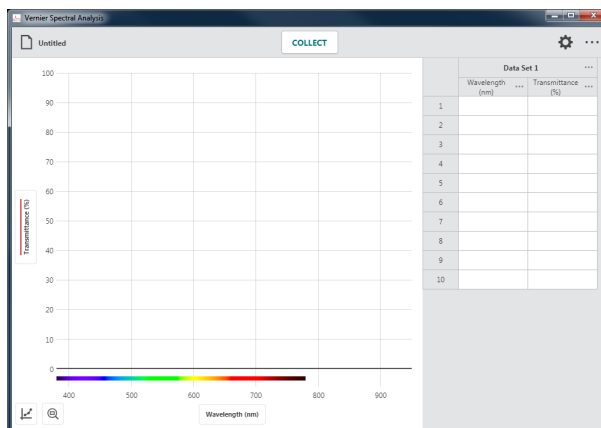 Vernier Spectral Analysis
Untitled
COLLECT
100
90
80
70
60
50
40
30
20
10
0
Transmittance (%)
400 500 600 700 800 900
Wavelength (nm)
Data Set 1
Wavelength (nm) Transmittance (%)
1
2
3
4
5
6
7
8
9
10